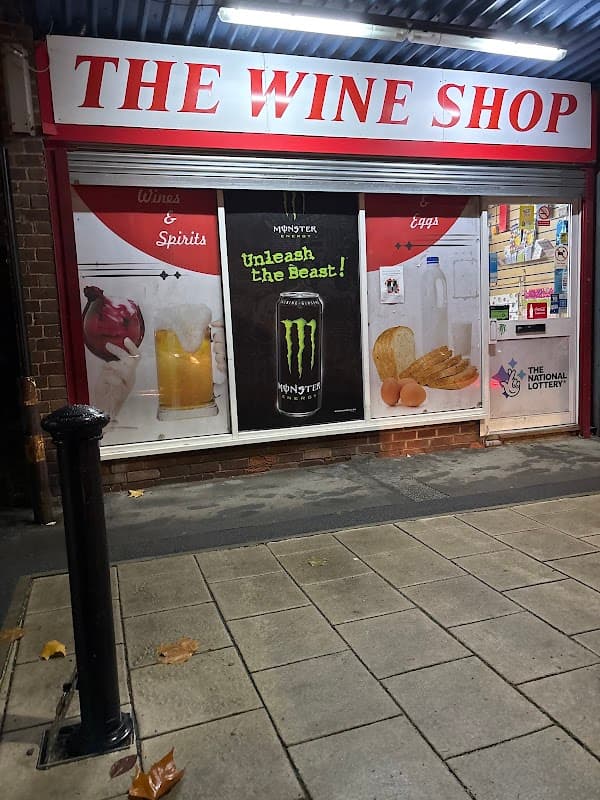 THE WINE SHOP
Wines
&
Spirits
MONSTER
ENERGY
Unleash
the Beast!
MONSTER
ENERGY
&
Eggs
THE
NATIONAL
LOTTERY